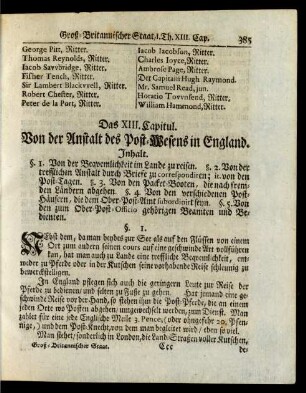 Groß-Britannischer Staat, I. Th. XIII. Cap. 385
George Pitt, Ritter.
Thomas Reynolds, Ritter.
Jacob Sawbridge, Ritter.
Fisher Tench, Ritter.
Sir Lambert Blackvvell, Ritter.
Robert Chester, Ritter.
Peter de la Port, Ritter.
Jacob Jacobsun, Ritter.
Charles Joyce, Ritter.
Ambrose Page, Ritter.
Der Capitain Hugh Raymond.
Mr. Samuel Read, jun.
Horatio Townsend, Ritter.
William Hammond, Ritter.
Das XIII. Capitul.
Von der Anstalt des Post-Wesens in England.
Inhalt.
§. 1. Von der Beqvemlichkeit im Lande zu reisen. §. 2. Von der
trefflichen Anstalt durch Briefe zu correspondiren; it. von den
Post-Tagen. §. 3. Von den Packet-Booten, die nach frem-
den Ländern abgehen. §. 4. Von den verschiedenen Post-
Häusern, die dem Ober-Post-Amt subordinirt seyn. §. 5. Von
den zum Ober-Post-Officio gehörigen Beamten und Be-
dienten.
§. 1.
dem, da man beydes zur See als auf den Flüssen von einem
Ort zum andern seinen cours auf eine geschwinde Art vollführen
kan, hat man auch zu Lande eine treffliche Beqvemlichkeit, ent-
weder zu Pferde oder in der Kutschen seine vorhabende Reise schleunig zu
bewerckstelligen.
In England pflegen sich auch die geringern Leute zur Reise der
Pferde zu bedienen und selten zu Fusse zu gehen. Hat jemand eine ge-
schwinde Reise vor der Hand, so stehen ihm die Post-Pferde, die an einem
jeden Orte wo Posten abgehen, umgewechselt werden, zum Dienst. Man
zahlet für eine jede Englische Meile 3. Pence, (oder ohngefehr 20. Pfen-
nige,) und dem Post-Knecht, von dem man begleitet wird / eben so viel.
Man siehet, sonderlich in London, die Land-Strassen voller Kutschen,
Groß-Britannischer Staat. Ccc de-